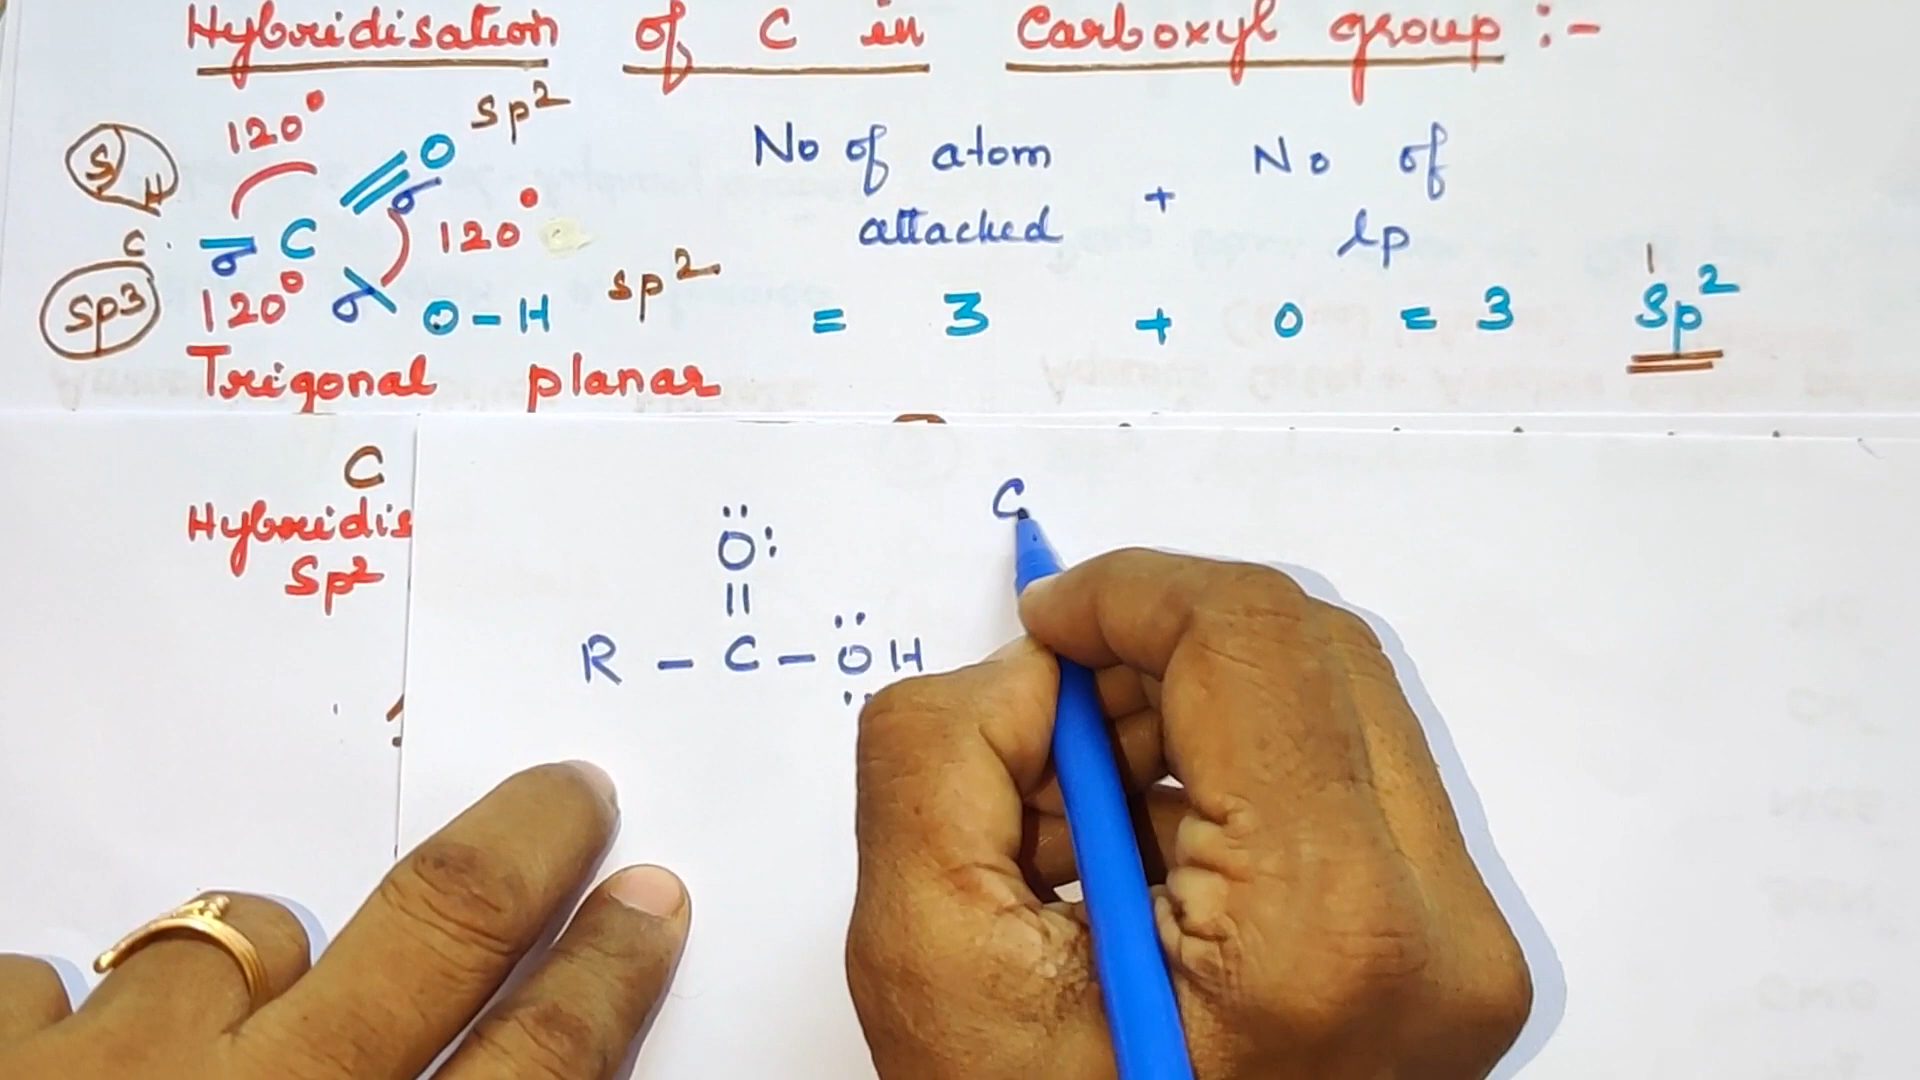 Hybridisation of C in Carboxyl group :-
120° O sp2
S H
No of atom attached + No of lp
C. - C σ 120°
σ
sp3 120° σ O-H sp2
= 3 + 0 = 3 Sp2
Trigonal planar
C
Hybridis
Sp2
C
:O:
||
R - C - OH